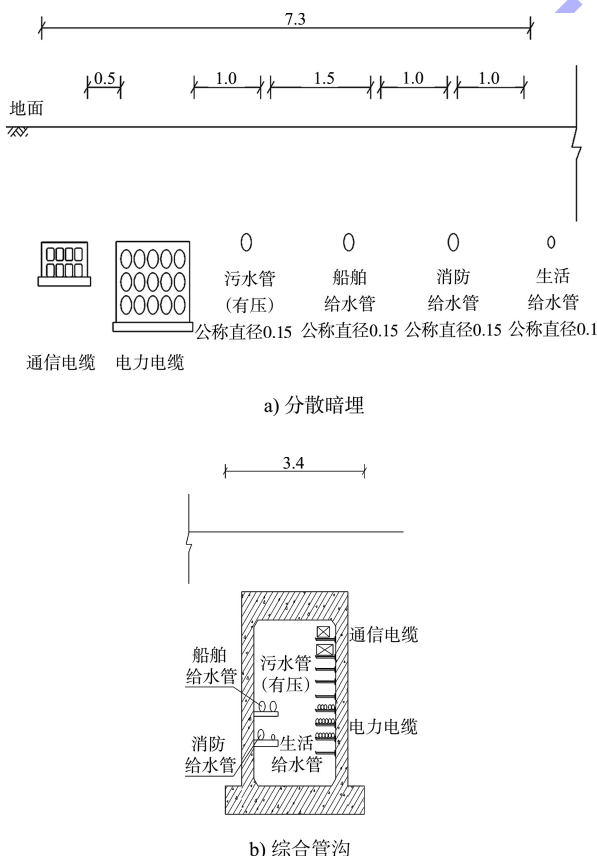 7.3
0.5
1.0
1.5
1.0
1.0
地面
污水管
(有压)
公称直径0.15
船舶
给水管
公称直径0.15
消防
给水管
公称直径0.15
生活
给水管
公称直径0.1
通信电缆
电力电缆
a) 分散暗埋
3.4
通信电缆
船舶
给水管
污水管
(有压)
电力电缆
消防
给水管
生活
给水管
b) 综合管沟